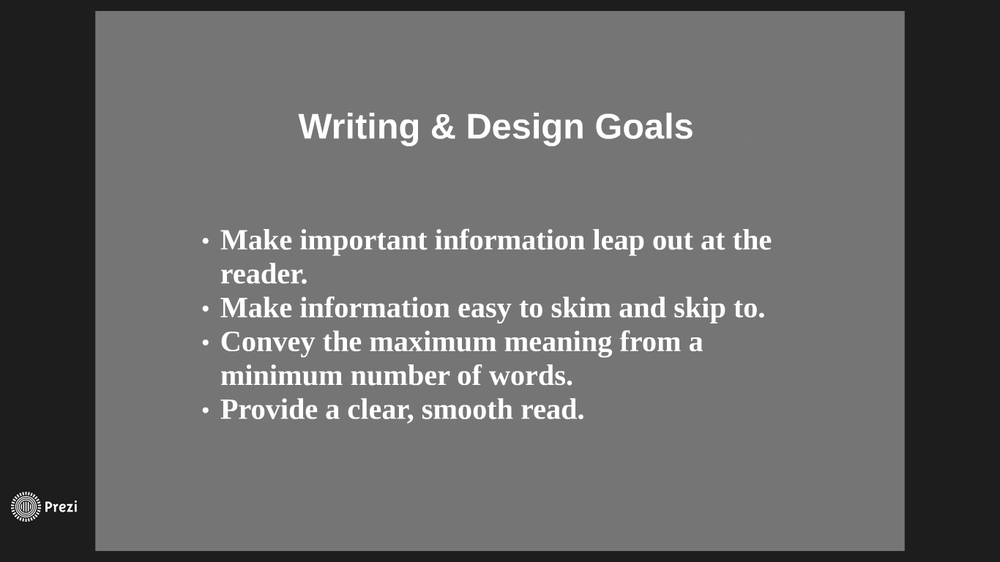 Writing & Design Goals
• Make important information leap out at the
reader.
• Make information easy to skim and skip to.
• Convey the maximum meaning from a
minimum number of words.
• Provide a clear, smooth read.
Prezi